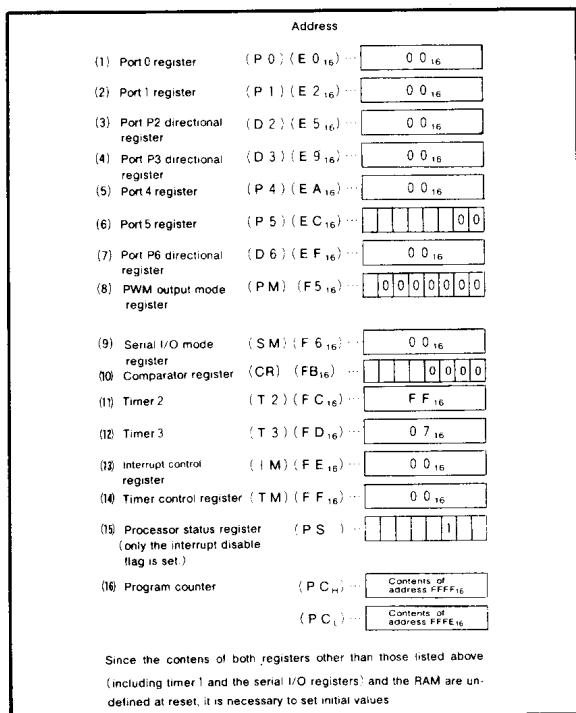 Address
(1) Port 0 register (P0) (E0₁₆) ··· 00₁₆
(2) Port 1 register (P1) (E2₁₆) ··· 00₁₆
(3) Port P2 directional register (D2) (E5₁₆) ··· 00₁₆
(4) Port P3 directional register (D3) (E9₁₆) ··· 00₁₆
(5) Port 4 register (P4) (EA₁₆) ··· 00₁₆
(6) Port 5 register (P5) (EC₁₆) ··· 0 0
(7) Port P6 directional register (D6) (EF₁₆) ··· 00₁₆
(8) PWM output mode register (PM) (F5₁₆) ··· 0 0 0 0 0 0 0
(9) Serial I/O mode register (SM) (F6₁₆) ··· 00₁₆
(10) Comparator register (CR) (FB₁₆) ··· 0 0 0 0
(11) Timer 2 (T2) (FC₁₆) ··· FF₁₆
(12) Timer 3 (T3) (FD₁₆) ··· 07₁₆
(13) Interrupt control register (IM) (FE₁₆) ··· 00₁₆
(14) Timer control register (TM) (FF₁₆) ··· 00₁₆
(15) Processor status register (PS ) ··· 1
(only the interrupt disable
flag is set.)
(16) Program counter (PC_H) ··· Contents of address FFFF₁₆
(PC_L) ··· Contents of address FFFE₁₆
Since the contens of both registers other than those listed above
(including timer 1 and the serial I/O registers) and the RAM are un-
defined at reset, it is necessary to set initial values